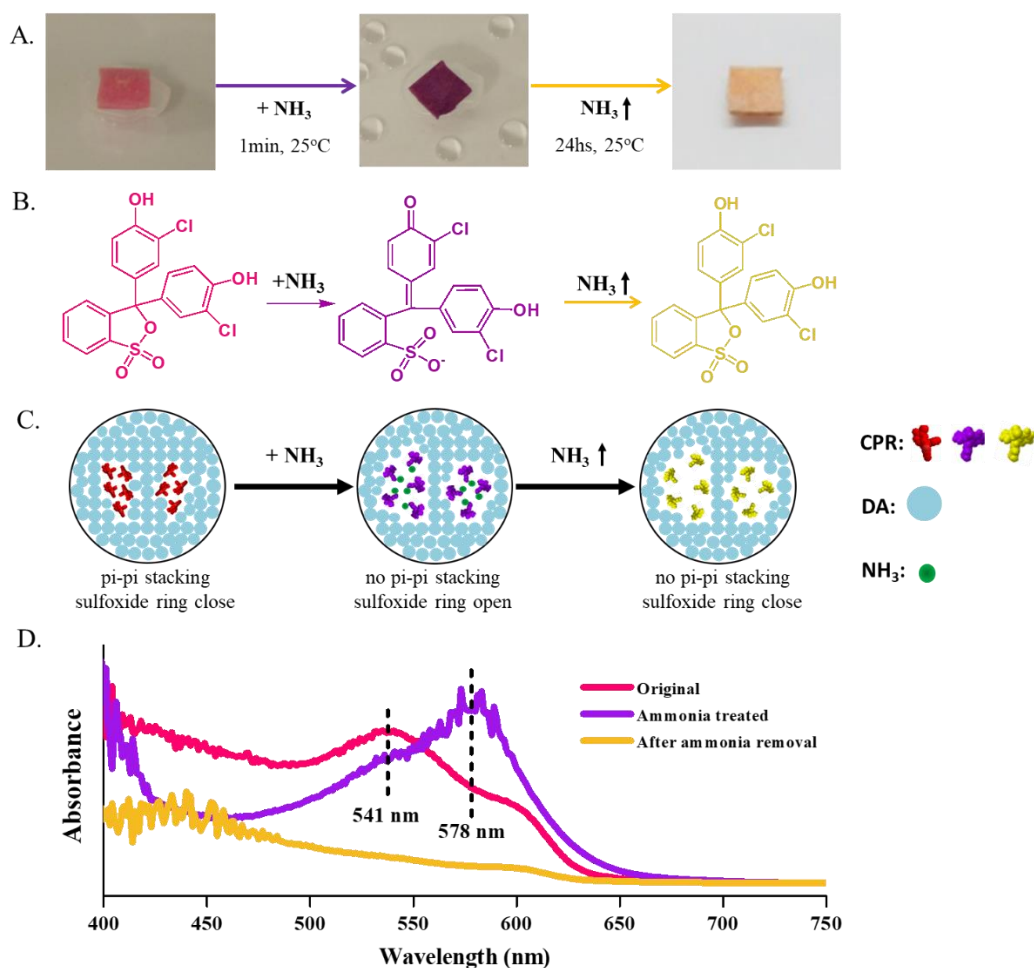 A.
+ NH₃
1min, 25°C
NH₃ ↑
24hs, 25°C
B.
OH
Cl
OH
Cl
O
S
O O
+NH₃
O
Cl
OH
Cl
O
S
O O-
NH₃ ↑
OH
Cl
OH
Cl
O
S
O O
C.
+ NH₃
NH₃ ↑
pi-pi stacking
sulfoxide ring close
no pi-pi stacking
sulfoxide ring open
no pi-pi stacking
sulfoxide ring close
CPR:
DA:
NH₃:
D.
Original
Ammonia treated
After ammonia removal
541 nm
578 nm
Absorbance
400 450 500 550 600 650 700 750
Wavelength (nm)